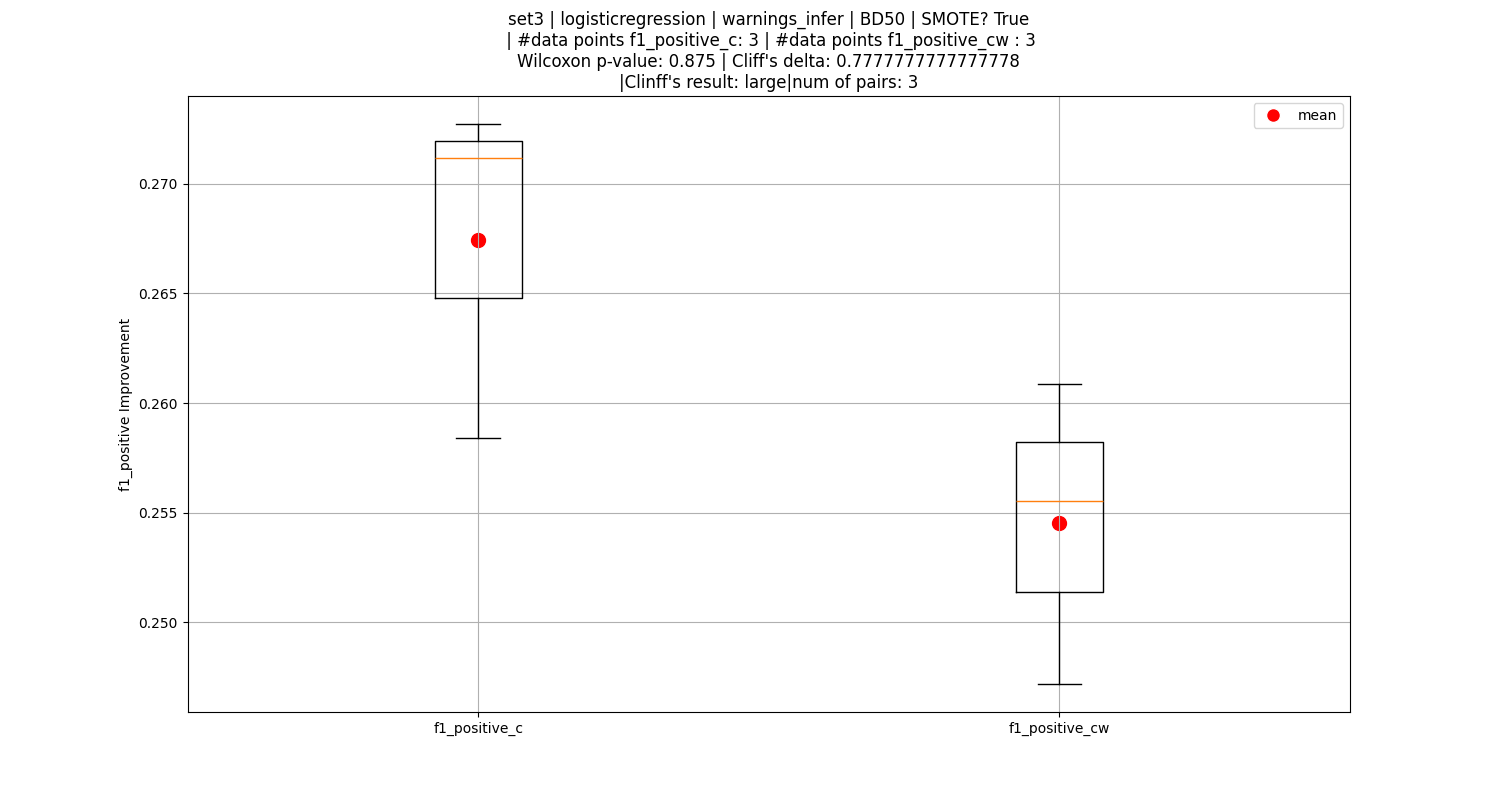 set3 | logisticregression | warnings_infer | BD50 | SMOTE? True
| #data points f1_positive_c: 3 | #data points f1_positive_cw : 3
Wilcoxon p-value: 0.875 | Cliff's delta: 0.7777777777777778
|Clinff's result: large|num of pairs: 3
mean
0.270
0.265
0.260
0.255
0.250
f1_positive Improvement
f1_positive_c
f1_positive_cw